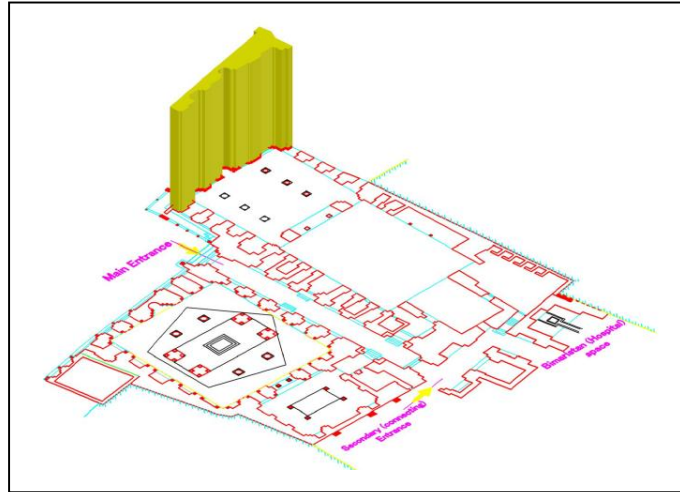 Main Entrance
Bimaristan (Hospital)
space
Secondary (connecting)
Entrance